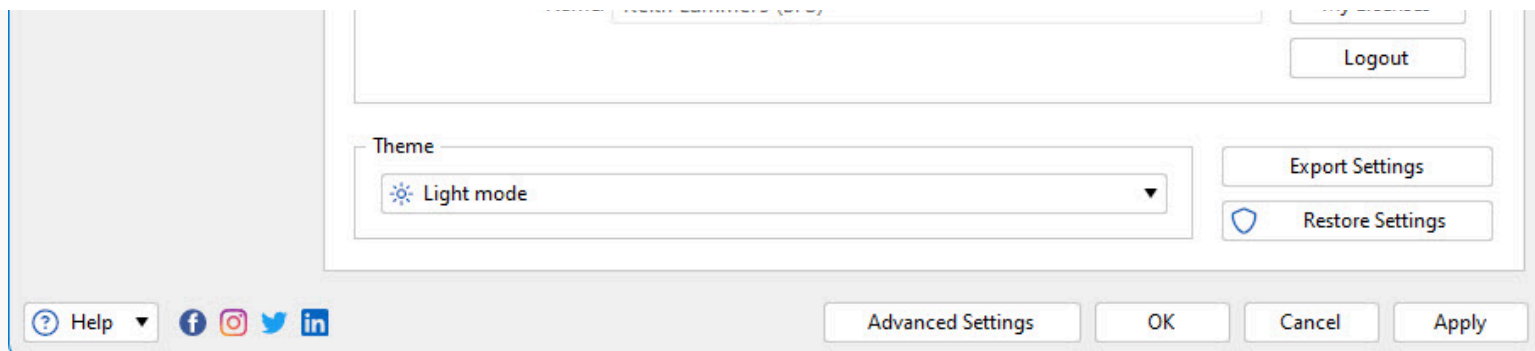 Logout
Theme
Light mode
Export Settings
Restore Settings
Help
Advanced Settings
OK
Cancel
Apply